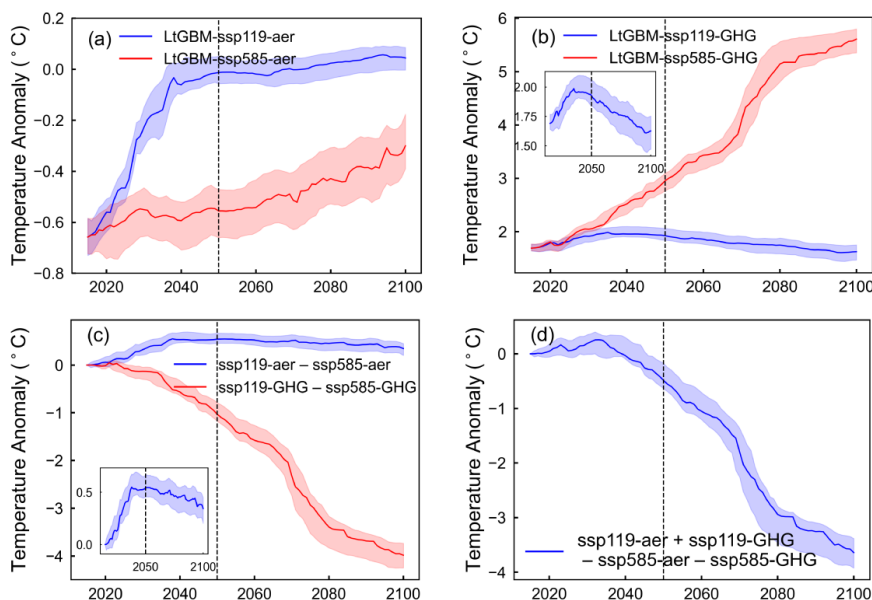 (a)
LtGBM-ssp119-aer
LtGBM-ssp585-aer
Temperature Anomaly (°C)
0.2
0.0
−0.2
−0.4
−0.6
−0.8
2020 2040 2060 2080 2100
(b)
LtGBM-ssp119-GHG
LtGBM-ssp585-GHG
Temperature Anomaly (°C)
6
5
4
3
2
2.00
1.75
1.50
2050 2100
2020 2040 2060 2080 2100
(c)
ssp119-aer – ssp585-aer
ssp119-GHG – ssp585-GHG
Temperature Anomaly (°C)
0
−1
−2
−3
−4
0.5
0.0
2050 2100
2020 2040 2060 2080 2100
(d)
Temperature Anomaly (°C)
1
0
−1
−2
−3
−4
ssp119-aer + ssp119-GHG
– ssp585-aer – ssp585-GHG
2020 2040 2060 2080 2100